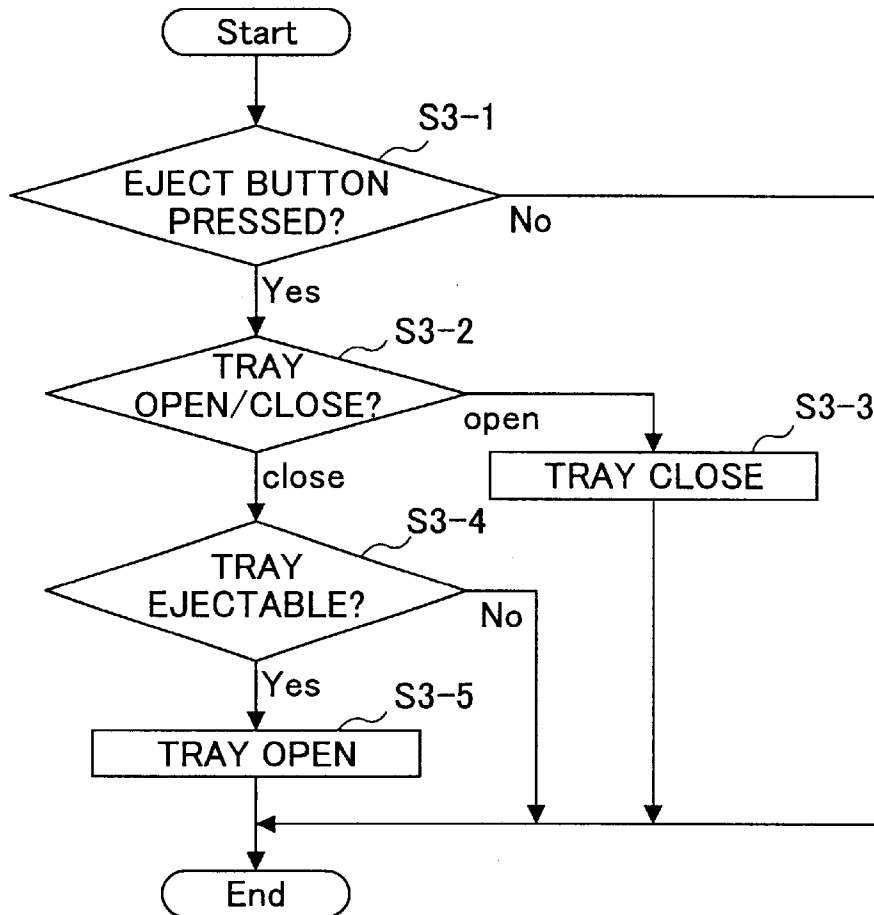 Start
S3-1
EJECT BUTTON
PRESSED?
No
Yes
S3-2
TRAY
OPEN/CLOSE?
open
S3-3
TRAY CLOSE
close
S3-4
TRAY
EJECTABLE?
No
Yes
S3-5
TRAY OPEN
End